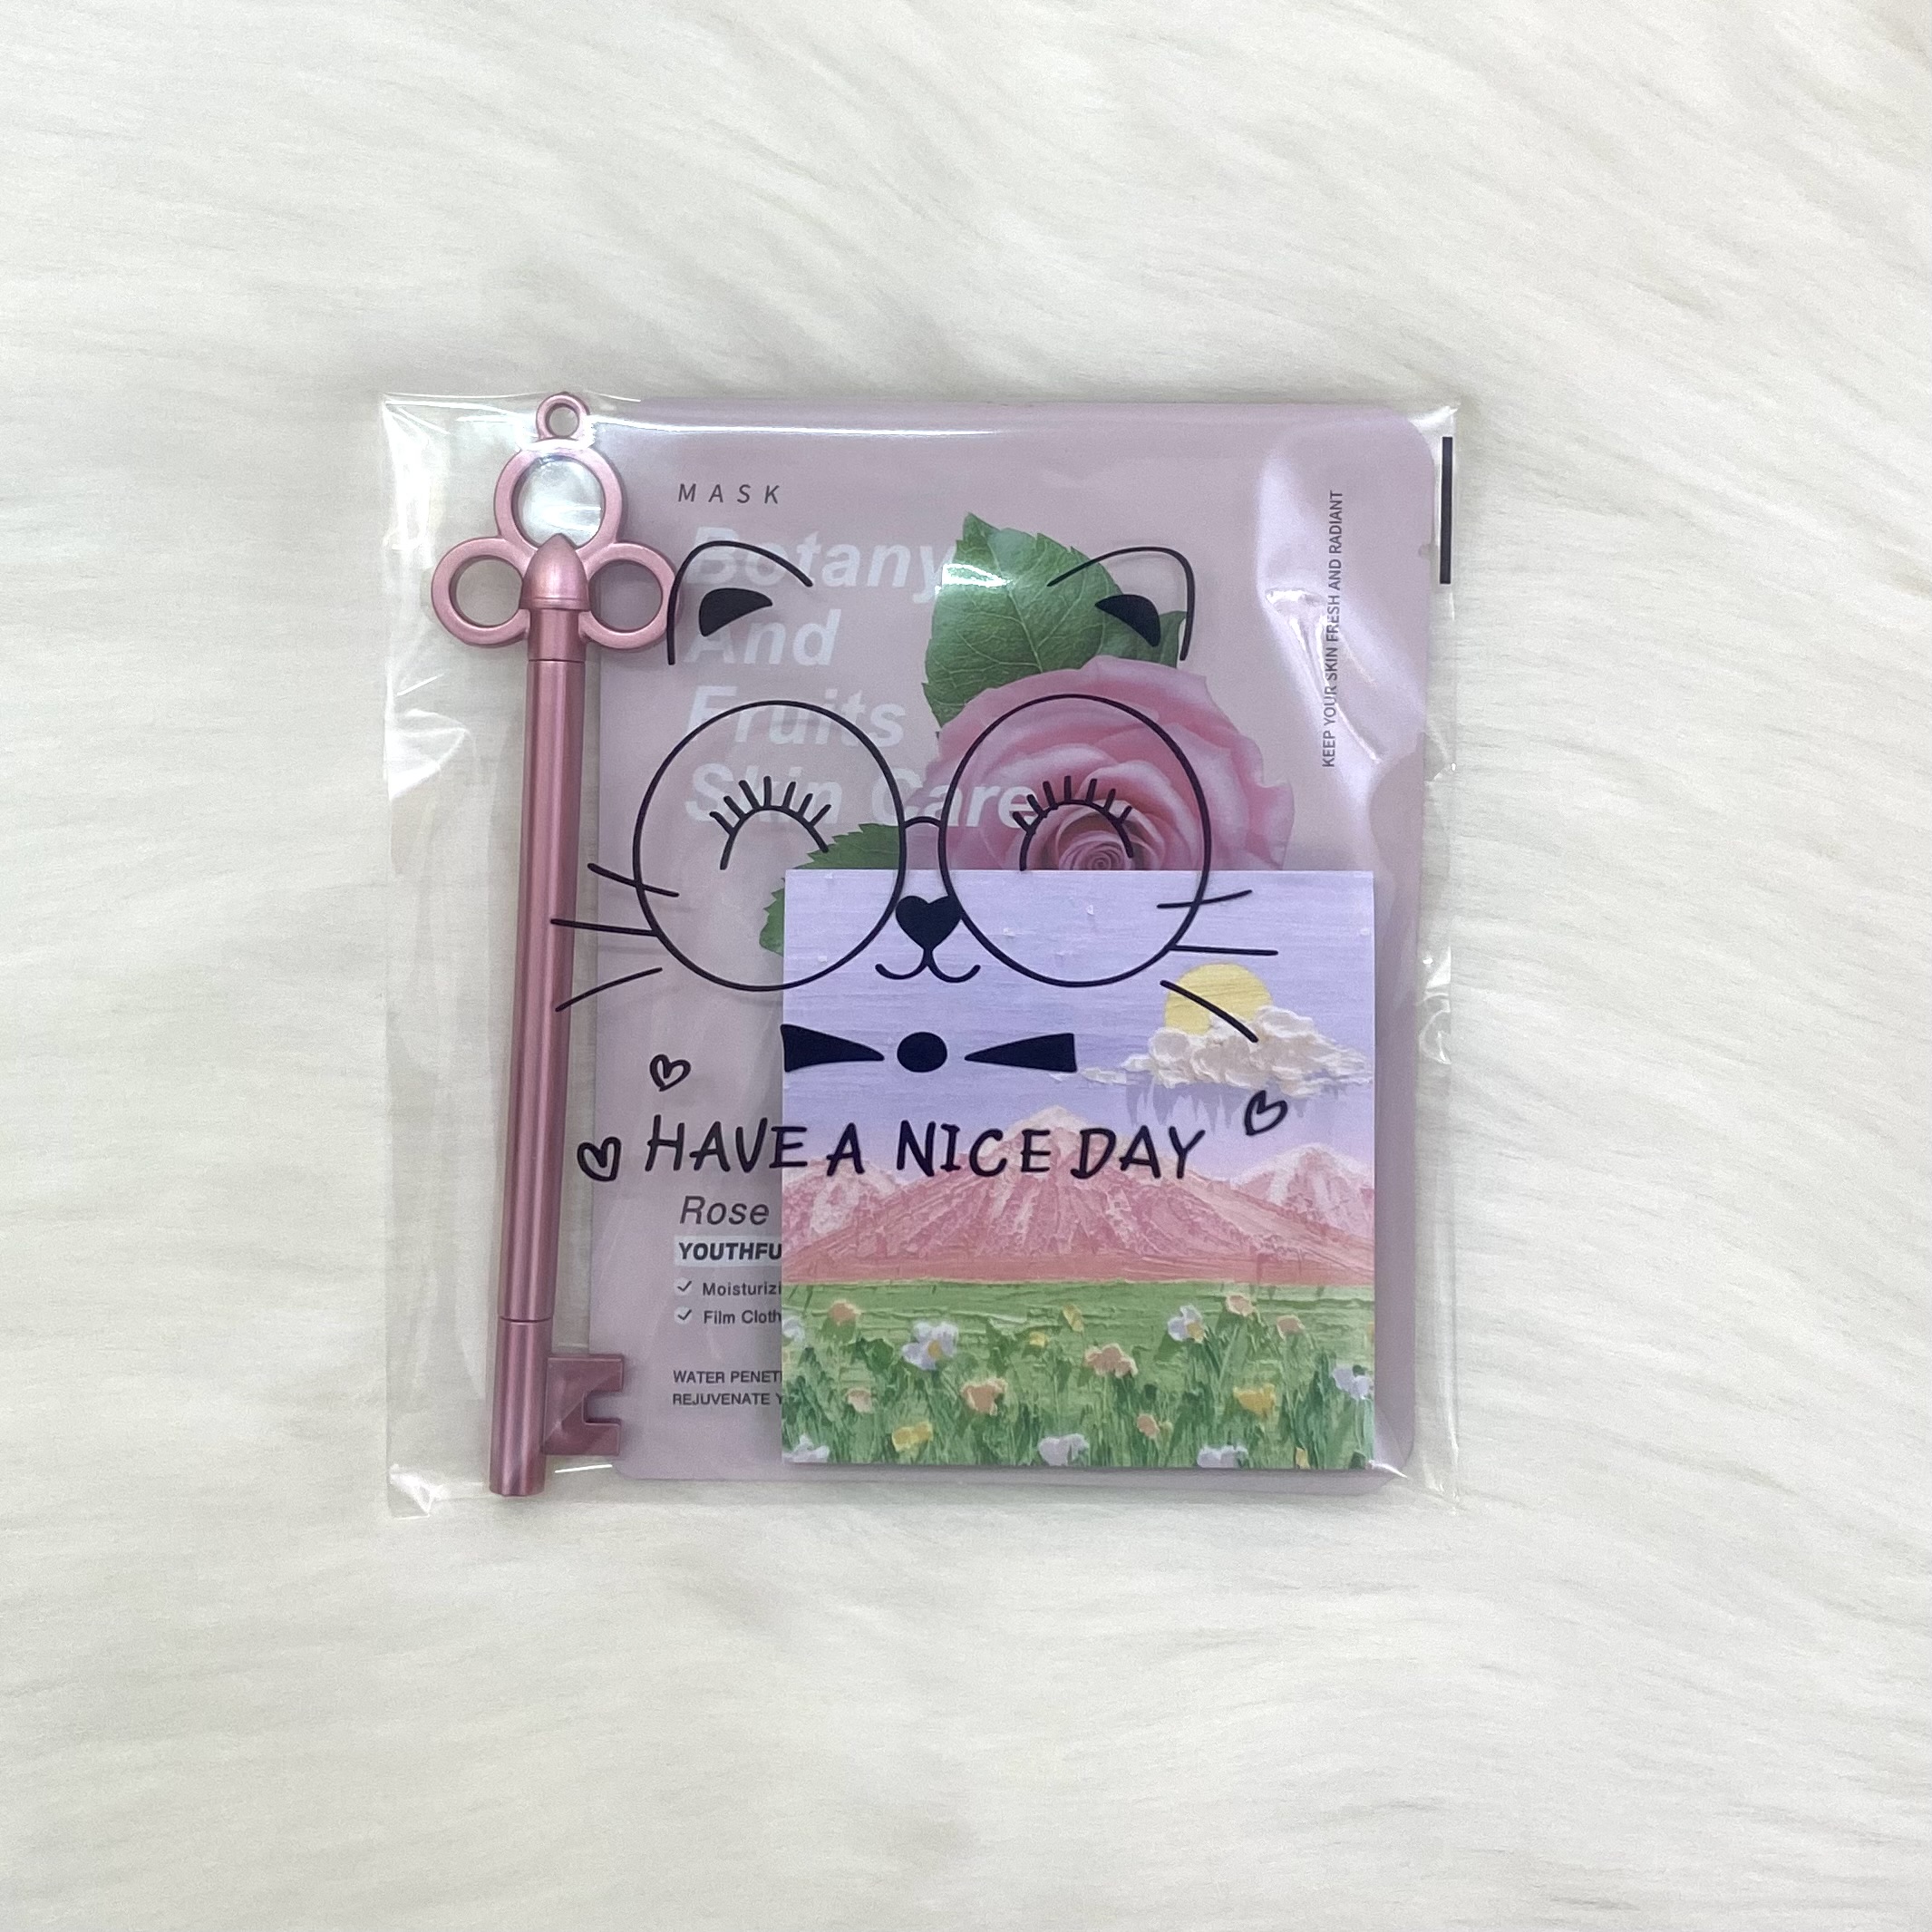 MASK
Botany
And
Fruits
Skin Care
KEEP YOUR SKIN FRESH AND RADIANT
HAVE A NICE DAY
Rose
YOUTHFU
Moisturizi
Film Cloth
WATER PENET
REJUVENATE Y